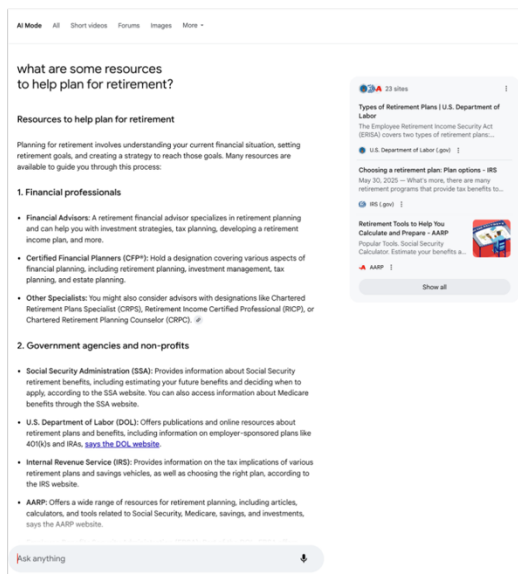 AI Mode All Short videos Forums Images More
what are some resources
to help plan for retirement?
Resources to help plan for retirement
Planning for retirement involves understanding your current financial situation, setting
retirement goals, and creating a strategy to reach those goals. Many resources are
available to guide you through this process:
1. Financial professionals
• Financial Advisors: A retirement financial advisor specializes in retirement planning
and can help you with investment strategies, tax planning, developing a retirement
income plan, and more.
• Certified Financial Planners (CFP®): Hold a designation covering various aspects of
financial planning, including retirement planning, investment management, tax
planning, and estate planning.
• Other Specialists: You might also consider advisors with designations like Chartered
Retirement Plans Specialist (CRPS), Retirement Income Certified Professional (RICP), or
Chartered Retirement Planning Counselor (CRPC).
2. Government agencies and non-profits
• Social Security Administration (SSA): Provides information about Social Security
retirement benefits, including estimating your future benefits and deciding when to
apply, according to the SSA website. You can also access information about Medicare
benefits through the SSA website.
• U.S. Department of Labor (DOL): Offers publications and online resources about
retirement plans and benefits, including information on employer-sponsored plans like
401(k)s and IRAs, says the DOL website.
• Internal Revenue Service (IRS): Provides information on the tax implications of various
retirement plans and savings vehicles, as well as choosing the right plan, according to
the IRS website.
• AARP: Offers a wide range of resources for retirement planning, including articles,
calculators, and tools related to Social Security, Medicare, savings, and investments,
says the AARP website.
Ask anything
23 sites
Types of Retirement Plans | U.S. Department of
Labor
The Employee Retirement Income Security Act
(ERISA) covers two types of retirement plans:...
U.S. Department of Labor (.gov)
Choosing a retirement plan: Plan options - IRS
May 30, 2025 — What's more, there are many
retirement programs that provide tax benefits to...
IRS (.gov)
Retirement Tools to Help You
Calculate and Prepare - AARP
Popular Tools. Social Security
Calculator. Estimate your benefits a...
AARP
Show all